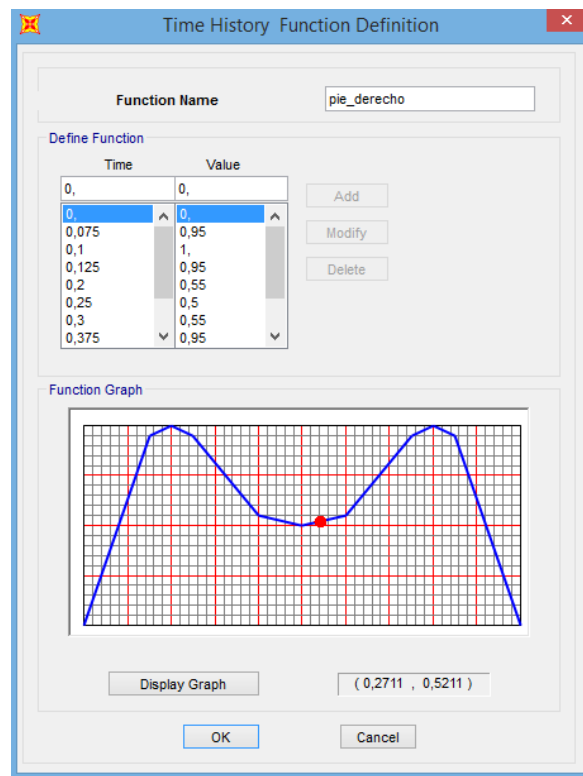 Time History Function Definition
Function Name pie_derecho
Define Function
Time Value
0, 0, Add
0, 0,
0,075 0,95 Modify
0,1 1,
0,125 0,95 Delete
0,2 0,55
0,25 0,5
0,3 0,55
0,375 0,95
Function Graph
Display Graph ( 0,2711 , 0,5211 )
OK Cancel